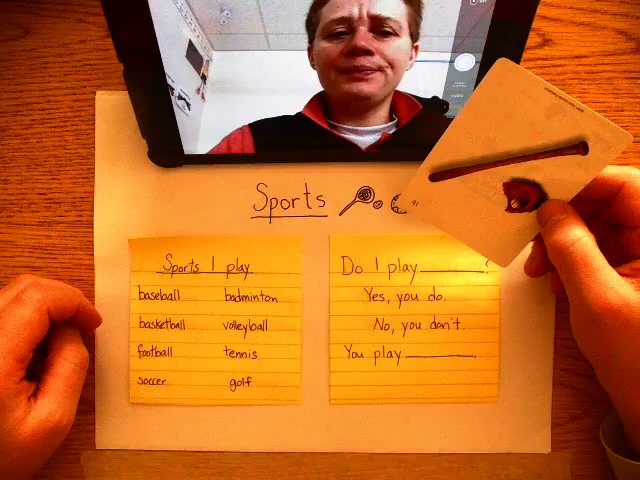 Sports
Sports I play
baseball badminton
basketball volleyball
football tennis
soccer golf
Do I play ______?
Yes, you do.
No, you don't.
You play ______